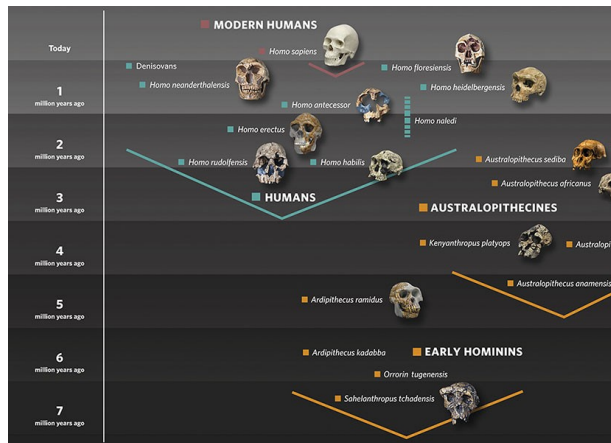 MODERN HUMANS
Today
Homo sapiens
Denisovans
Homo floresiensis
Homo neanderthalensis
Homo heidelbergensis
1
million years ago
Homo antecessor
Homo naledi
Homo erectus
2
million years ago
Homo rudolfensis
Homo habilis
Australopithecus sediba
Australopithecus africanus
3
million years ago
HUMANS
AUSTRALOPITHECINES
Kenyanthropus platyops
Australopi
4
million years ago
Australopithecus anamensis
5
million years ago
Ardipithecus ramidus
6
million years ago
Ardipithecus kadabba
EARLY HOMININS
Orrorin tugenensis
Sahelanthropus tchadensis
7
million years ago